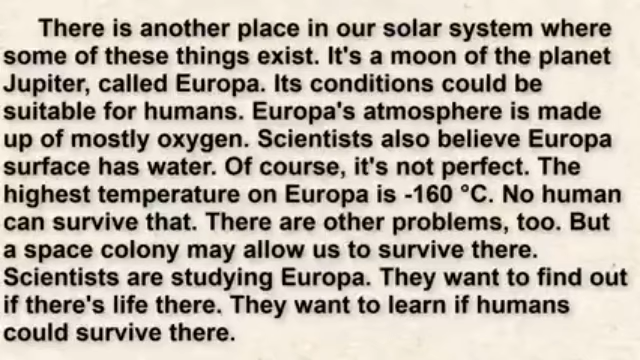 There is another place in our solar system where
some of these things exist. It's a moon of the planet
Jupiter, called Europa. Its conditions could be
suitable for humans. Europa's atmosphere is made
up of mostly oxygen. Scientists also believe Europa
surface has water. Of course, it's not perfect. The
highest temperature on Europa is -160 °C. No human
can survive that. There are other problems, too. But
a space colony may allow us to survive there.
Scientists are studying Europa. They want to find out
if there's life there. They want to learn if humans
could survive there.